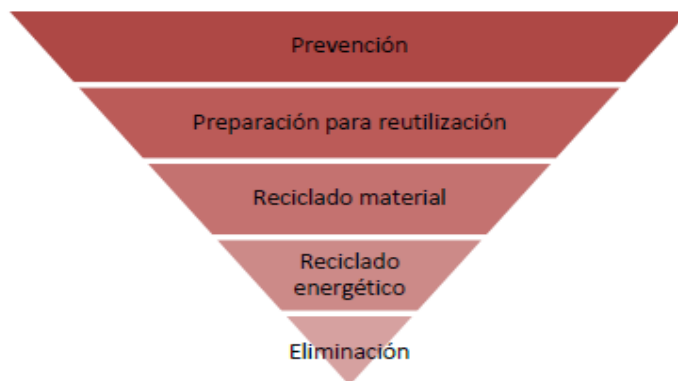 Prevención
Preparación para reutilización
Reciclado material
Reciclado
energético
Eliminación